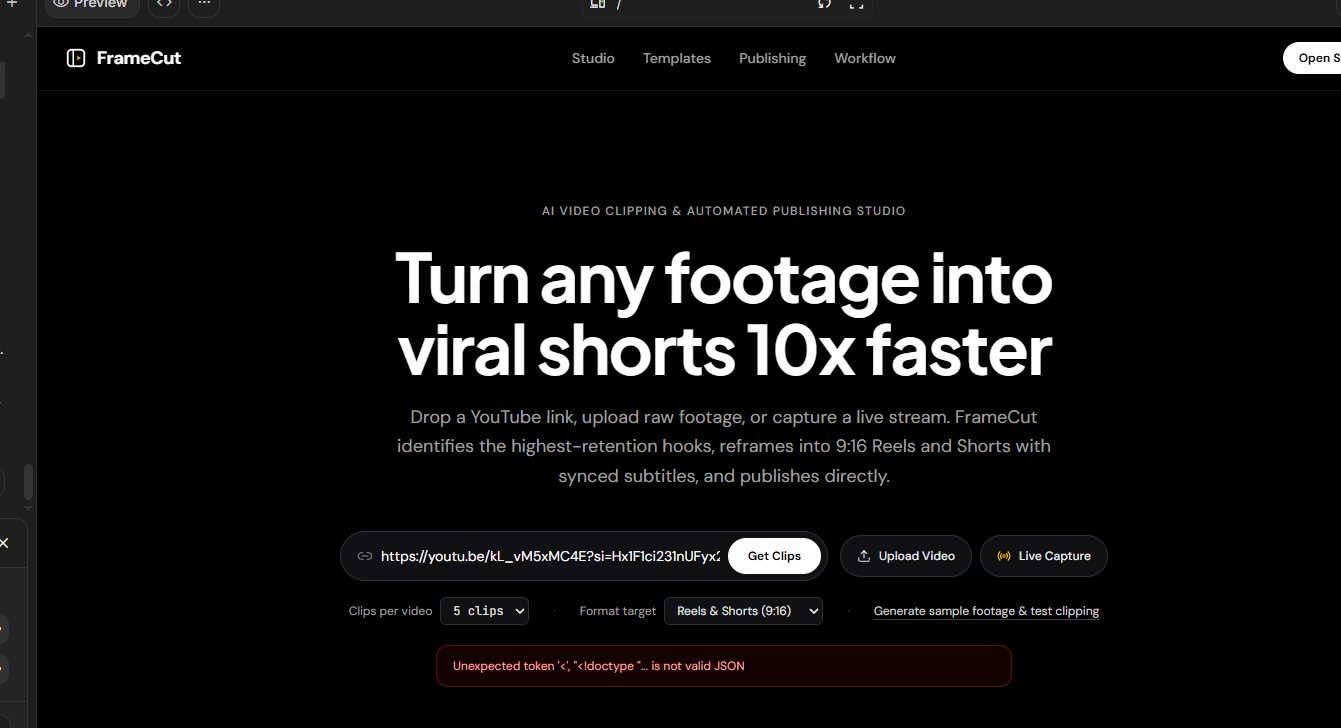 Preview
/
FrameCut
Studio
Templates
Publishing
Workflow
Open S
AI VIDEO CLIPPING & AUTOMATED PUBLISHING STUDIO
Turn any footage into
viral shorts 10x faster
Drop a YouTube link, upload raw footage, or capture a live stream. FrameCut
identifies the highest-retention hooks, reframes into 9:16 Reels and Shorts with
synced subtitles, and publishes directly.
https://youtu.be/kL_vM5xMC4E?si=Hx1F1ci231nUFyx2
Get Clips
Upload Video
Live Capture
Clips per video
5 clips
Format target
Reels & Shorts (9:16)
Generate sample footage & test clipping
Unexpected token '<', "<!doctype "... is not valid JSON